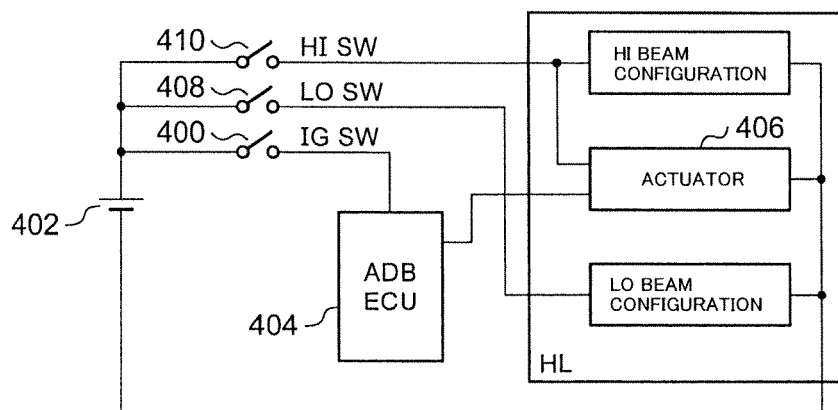 410
HI SW
408
LO SW
400
IG SW
402
ADB
ECU
404
HI BEAM
CONFIGURATION
406
ACTUATOR
LO BEAM
CONFIGURATION
HL